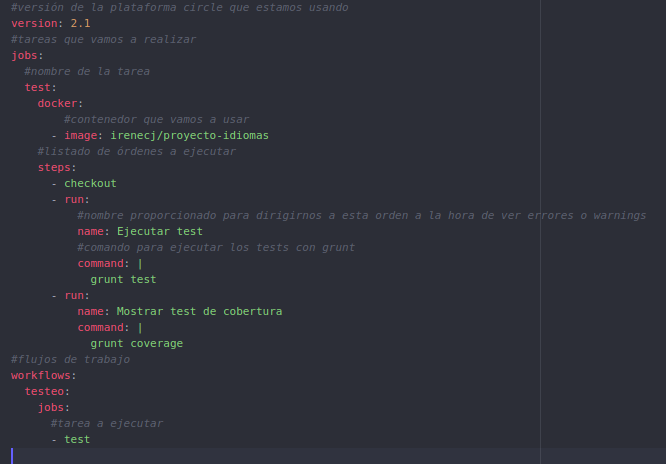 #versión de la plataforma circle que estamos usando
version: 2.1
#tareas que vamos a realizar
jobs:
  #nombre de la tarea
  test:
    docker:
        #contenedor que vamos a usar
      - image: irenecj/proyecto-idiomas
    #listado de órdenes a ejecutar
    steps:
      - checkout
      - run:
          #nombre proporcionado para dirigirnos a esta orden a la hora de ver errores o warnings
          name: Ejecutar test
          #comando para ejecutar los tests con grunt
          command: |
            grunt test
      - run:
          name: Mostrar test de cobertura
          command: |
            grunt coverage
#flujos de trabajo
workflows:
  testeo:
    jobs:
      #tarea a ejecutar
      - test